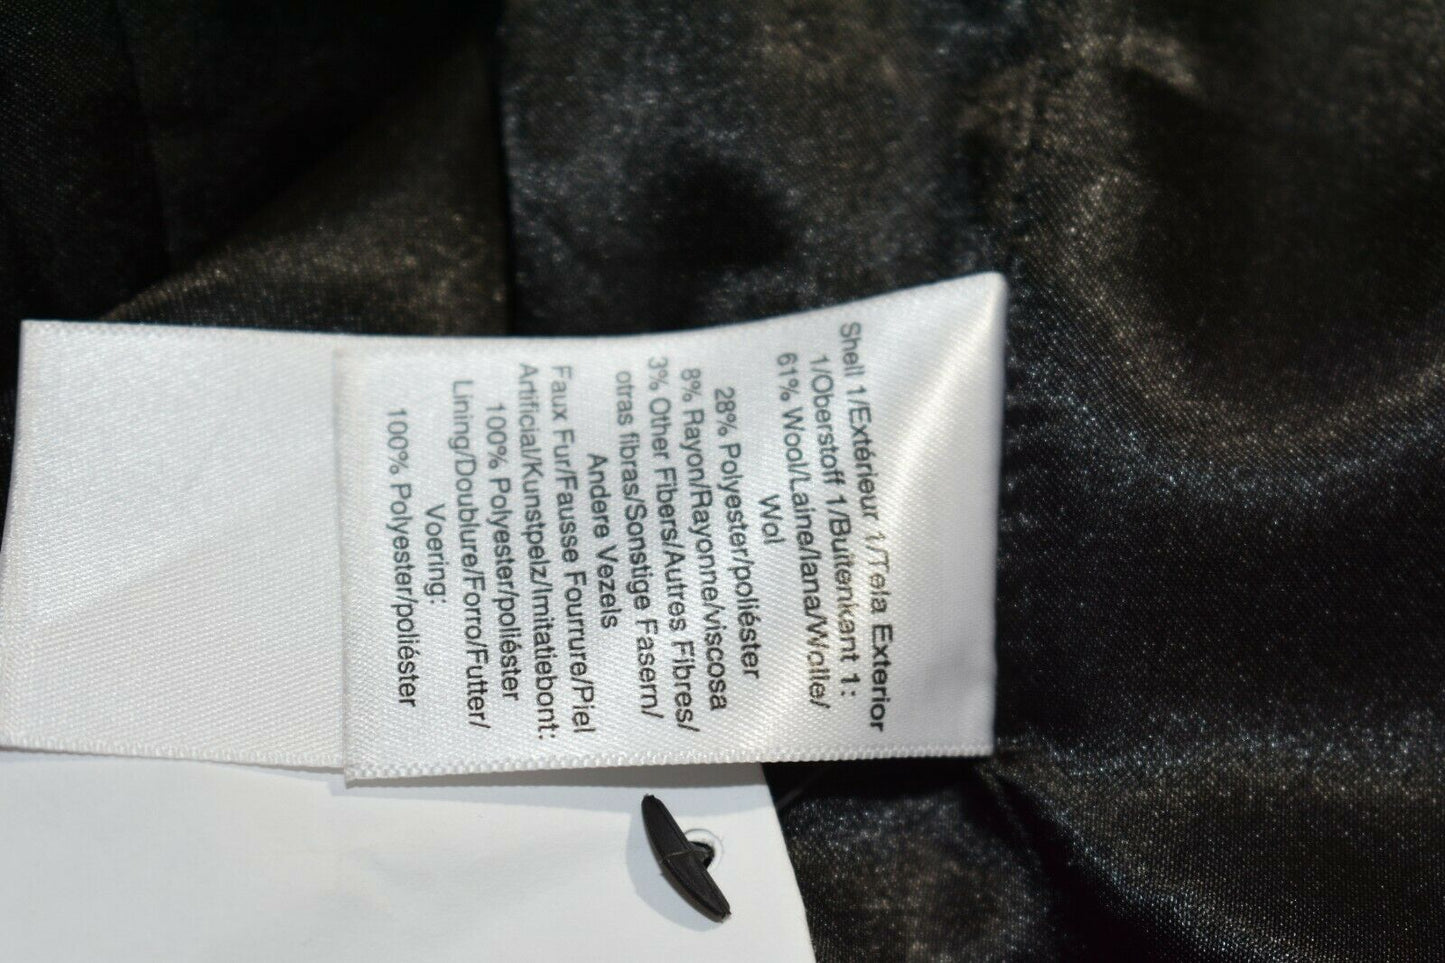 Shell 1/Extérieur 1/Tela Exterior
1/Oberstoff 1/Buitenkant 1:
61% Wool/Laine/lana/Wolle/
Wol
28% Polyester/poliéster
8% Rayon/Rayonne/viscosa
3% Other Fibers/Autres Fibres/
otras fibras/Sonstige Fasern/
Andere Vezels
Faux Fur/Fausse Fourrure/Piel
Artificial/Kunstpelz/Imitatiebont:
100% Polyester/poliéster
Lining/Doublure/Forro/Futter/
Voering:
100% Polyester/poliéster